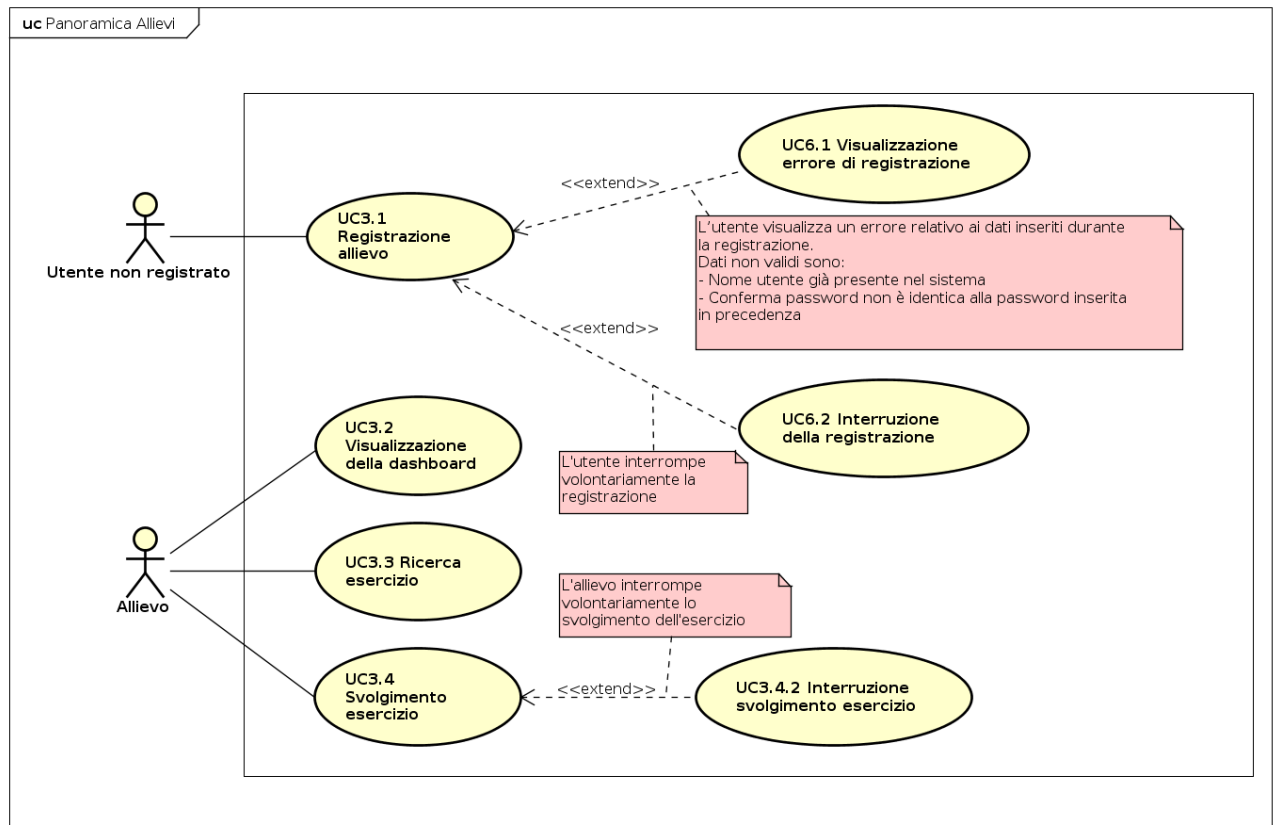 uc Panoramica Allievi
UC6.1 Visualizzazione
errore di registrazione
<<extend>>
UC3.1
Registrazione
allievo
Utente non registrato
L'utente visualizza un errore relativo ai dati inseriti durante
la registrazione.
Dati non validi sono:
- Nome utente già presente nel sistema
- Conferma password non è identica alla password inserita
in precedenza
<<extend>>
UC6.2 Interruzione
della registrazione
UC3.2
Visualizzazione
della dashboard
L'utente interrompe
volontariamente la
registrazione
UC3.3 Ricerca
esercizio
Allievo
L'allievo interrompe
volontariamente lo
svolgimento dell'esercizio
UC3.4
Svolgimento
esercizio
<<extend>>
UC3.4.2 Interruzione
svolgimento esercizio